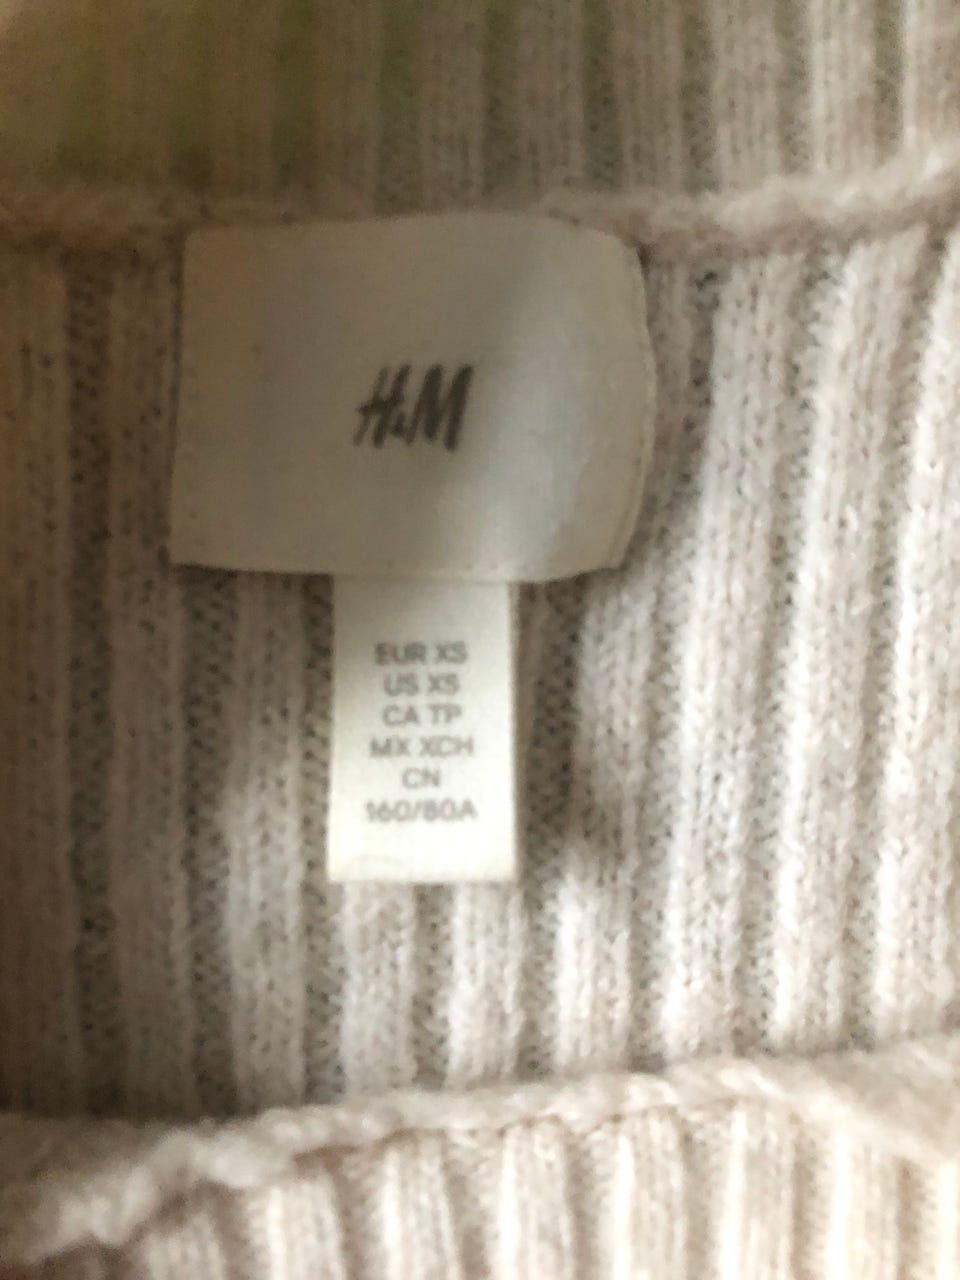 H&M
EUR XS
US XS
CA TP
MX XCH
CN
160/80A